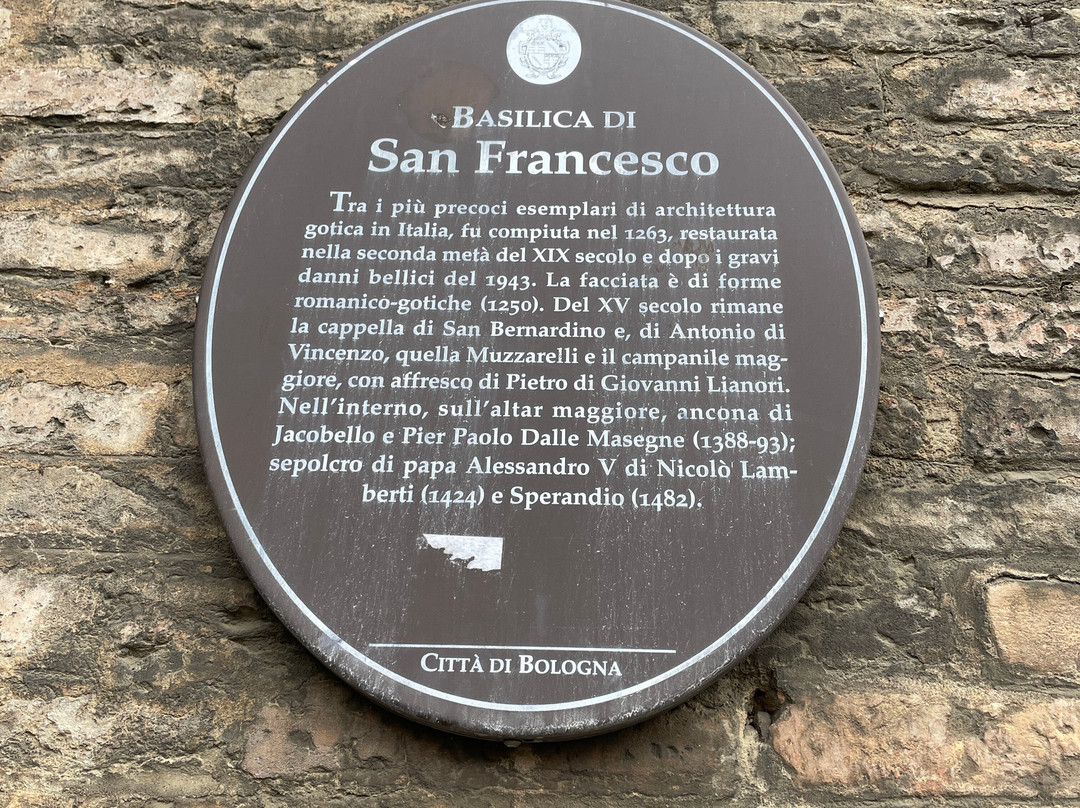 BASILICA DI
San Francesco
Tra i più precoci esemplari di architettura
gotica in Italia, fu compiuta nel 1263, restaurata
nella seconda metà del XIX secolo e dopo i gravi
danni bellici del 1943. La facciata è di forme
romanico-gotiche (1250). Del XV secolo rimane
la cappella di San Bernardino e, di Antonio di
Vincenzo, quella Muzzarelli e il campanile mag-
giore, con affresco di Pietro di Giovanni Lianori.
Nell'interno, sull'altar maggiore, ancona di
Jacobello e Pier Paolo Dalle Masegne (1388-93);
sepolcro di papa Alessandro V di Nicolò Lam-
berti (1424) e Sperandio (1482).
CITTÀ DI BOLOGNA